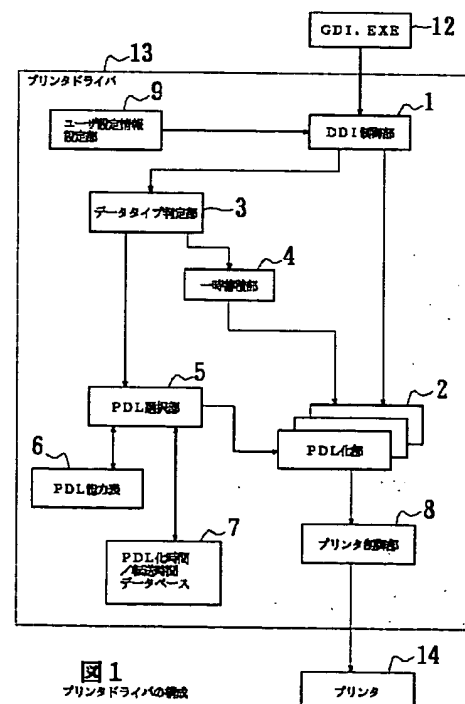 GDI.EXE
12
13
プリンタドライバ
9
1
ユーザ設定情報
設定部
DDI制御部
データタイプ判定部
3
4
一時蓄積部
5
2
PDL選択部
6
PDL化部
PDL能力表
7
8
PDL化時間
/転送時間
データベース
プリンタ制御部
図1
14
プリンタドライバの構成
プリンタ